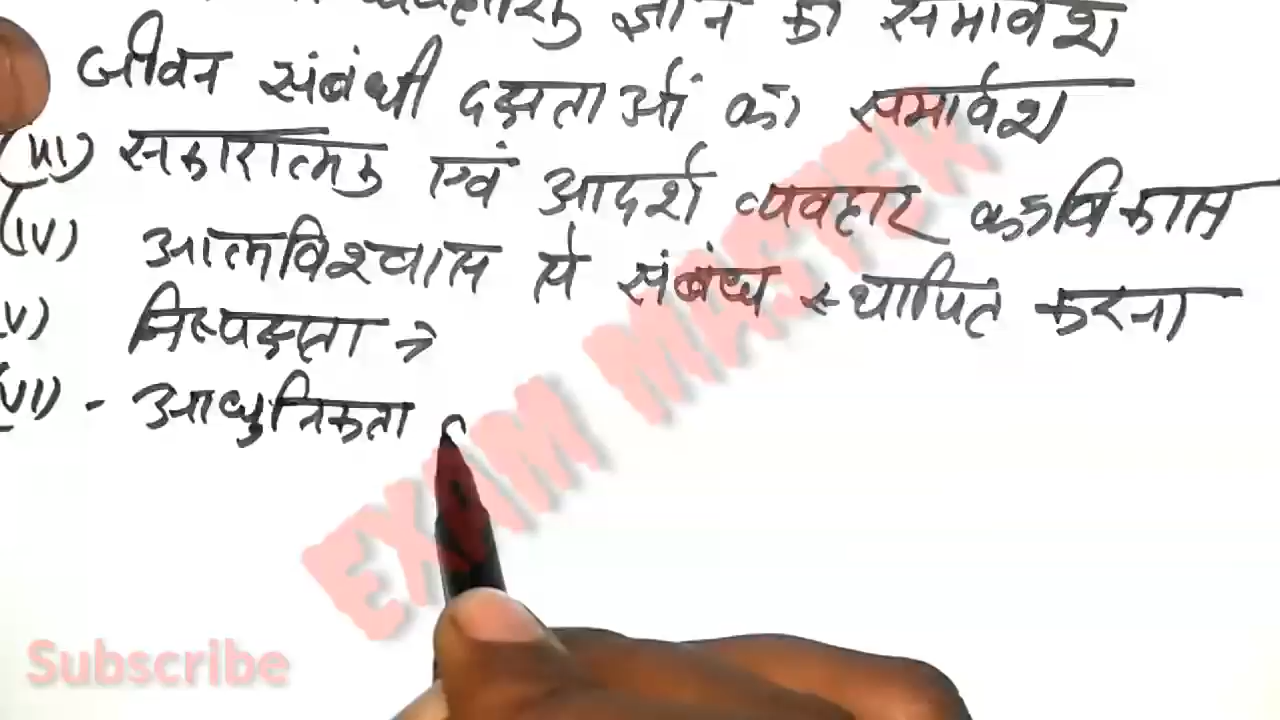 व्यवहारिक ज्ञान का समावेश
जीवन संबंधी दक्षताओं का समावेश
(III) सकारात्मक एवं आदर्श व्यवहार का विकास
(IV) आत्मविश्वास से संबंध स्थापित करना
V) निष्पक्षता →
(VI) - आधुनिकता
EXAM MASTER
Subscribe